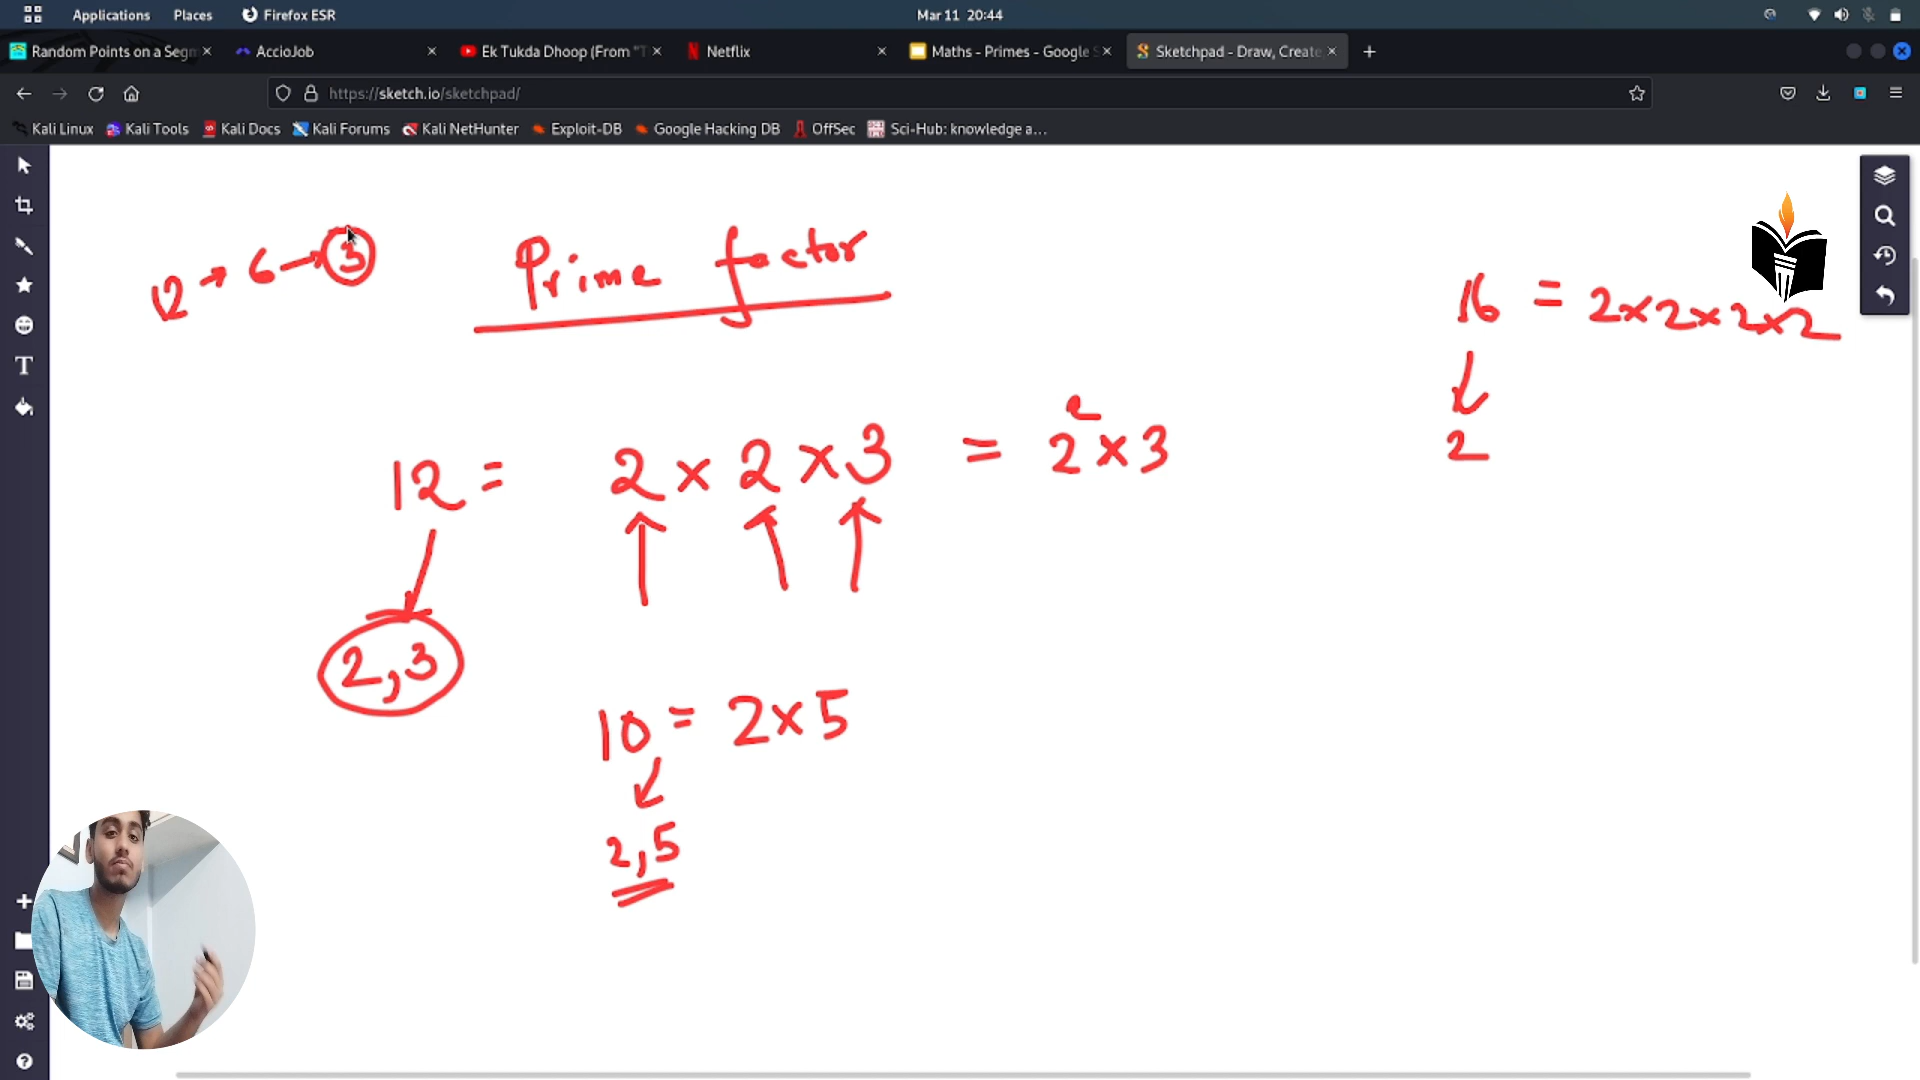 Applications Places Firefox ESR Mar 11 20:44
Random Points on a Segm AccioJob Ek Tukda Dhoop (From "T Netflix Maths - Primes - Google S Sketchpad - Draw, Create
https://sketch.io/sketchpad/
Kali Linux Kali Tools Kali Docs Kali Forums Kali NetHunter Exploit-DB Google Hacking DB OffSec Sci-Hub: knowledge a...
12 → 6 → 3
Prime factor
16 = 2×2×2×2
2
12 = 2 × 2 × 3 = 2² × 3
2,3
10 = 2×5
2,5